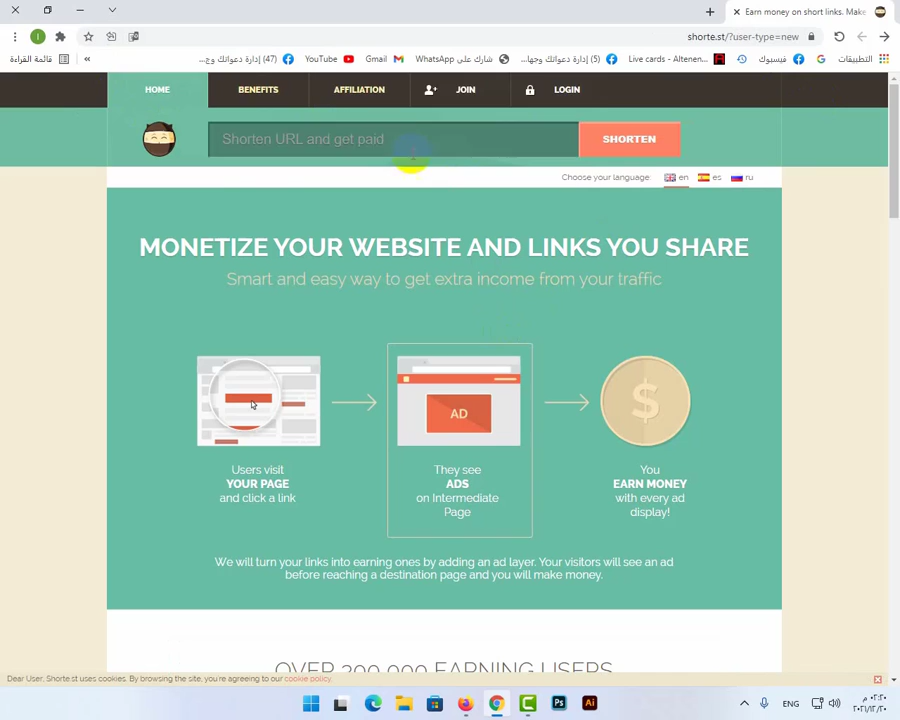 Earn money on short links. Make
shorte.st/?user-type=new
التطبيقات
فيسبوك
Live cards - Altenen...
(5) إدارة دعواتك وجها...
شارك على WhatsApp
Gmail
YouTube
(47) إدارة دعواتك وج...
»
قائمة القراءة
HOME
BENEFITS
AFFILIATION
JOIN
LOGIN
Shorten URL and get paid
SHORTEN
Choose your language: en es ru
MONETIZE YOUR WEBSITE AND LINKS YOU SHARE
Smart and easy way to get extra income from your traffic
AD
$
Users visit
YOUR PAGE
and click a link
They see
ADS
on Intermediate
Page
You
EARN MONEY
with every ad
display!
We will turn your links into earning ones by adding an ad layer. Your visitors will see an ad
before reaching a destination page and you will make money.
OVER 200 000 EARNING USERS
Dear User, Shorte.st uses cookies. By browsing the site, you're agreeing to our cookie policy.
Ps
Ai
ENG